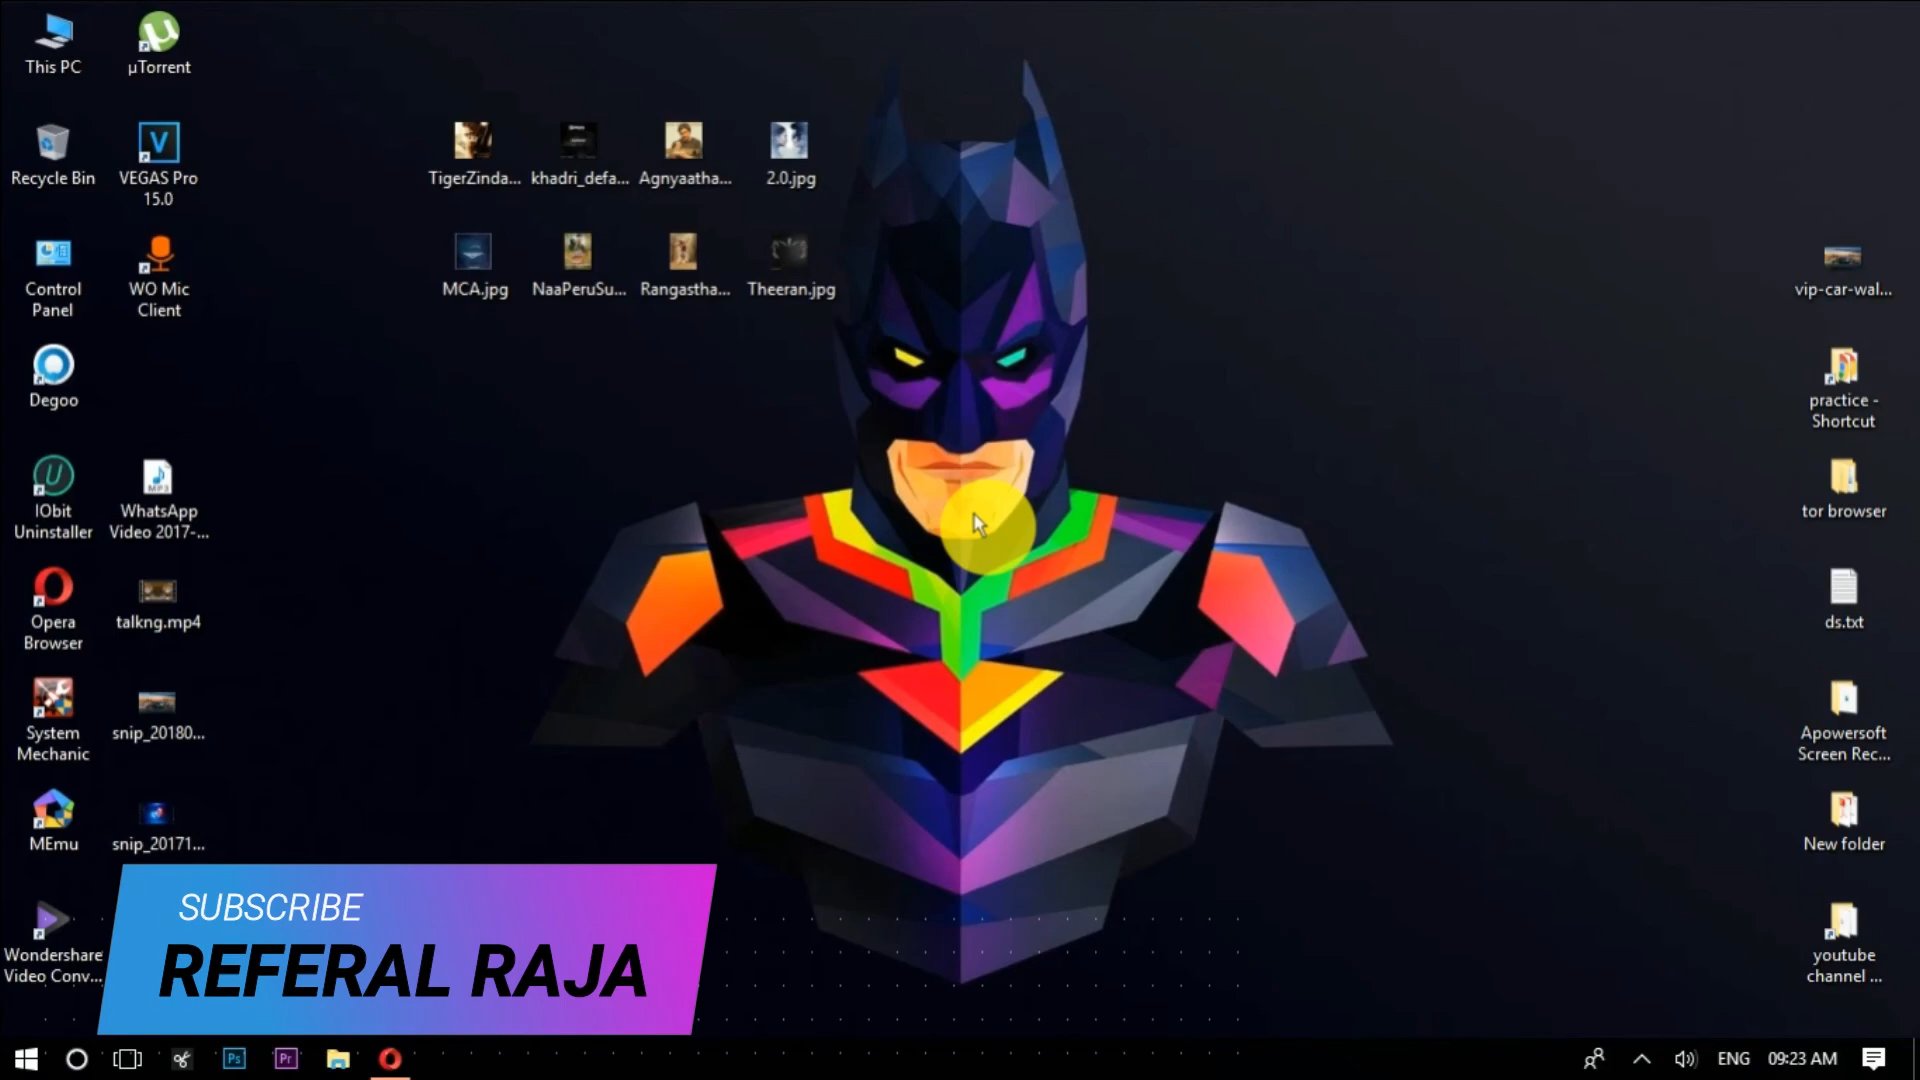 This PC
µTorrent
Recycle Bin
VEGAS Pro
15.0
Control
Panel
WO Mic
Client
Degoo
IObit
Uninstaller
WhatsApp
Video 2017-...
Opera
Browser
talkng.mp4
System
Mechanic
snip_20180...
MEmu
snip_20171...
Wondershare
Video Conv...
TigerZinda...
khadri_defa...
Agnyaatha...
2.0.jpg
MCA.jpg
NaaPeruSu...
Rangastha...
Theeran.jpg
vip-car-wal...
practice -
Shortcut
tor browser
ds.txt
Apowersoft
Screen Rec...
New folder
youtube
channel ...
SUBSCRIBE
REFERAL RAJA
Ps
Pr
ENG
09:23 AM